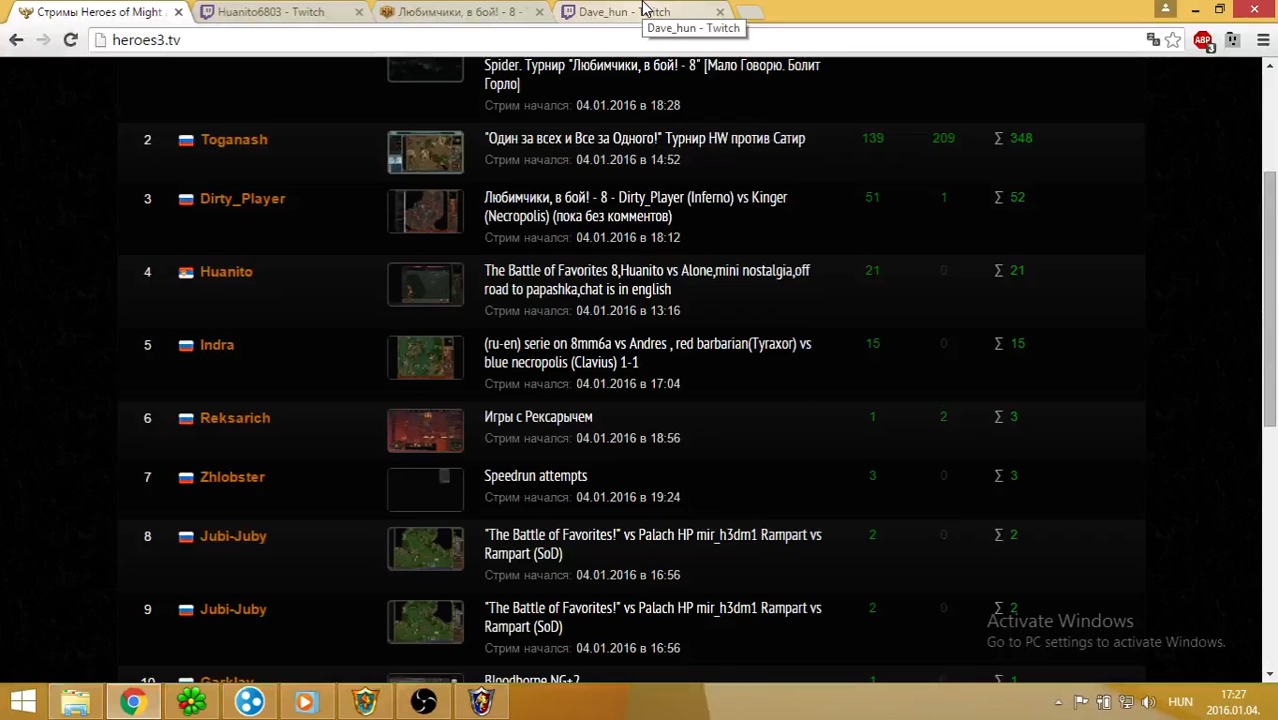 Стримы Heroes of Might
Huanito6803 - Twitch
Любимчики, в бой! - 8 -
Dave_hun - Twitch
Dave_hun - Twitch
heroes3.tv
ABP
3
Spider. Турнир "Любимчики, в бой! - 8" [Мало Говорю. Болит
Горло]
Стрим начался: 04.01.2016 в 18:28
2 Toganash "Один за всех и Все за Одного!" Турнир HW против Сатир 139 209 ∑ 348
Стрим начался: 04.01.2016 в 14:52
3 Dirty_Player Любимчики, в бой! - 8 - Dirty_Player (Inferno) vs Kinger 51 1 ∑ 52
(Necropolis) (пока без комментов)
Стрим начался: 04.01.2016 в 18:12
4 Huanito The Battle of Favorites 8,Huanito vs Alone,mini nostalgia,off 21 0 ∑ 21
road to papashka,chat is in english
Стрим начался: 04.01.2016 в 13:16
5 Indra (ru-en) serie on 8mm6a vs Andres , red barbarian(Tyraxor) vs 15 0 ∑ 15
blue necropolis (Clavius) 1-1
Стрим начался: 04.01.2016 в 17:04
6 Reksarich Игры с Рексарычем 1 2 ∑ 3
Стрим начался: 04.01.2016 в 18:56
7 Zhlobster Speedrun attempts 3 0 ∑ 3
Стрим начался: 04.01.2016 в 19:24
8 Jubi-Juby "The Battle of Favorites!" vs Palach HP mir_h3dm1 Rampart vs 2 0 ∑ 2
Rampart (SoD)
Стрим начался: 04.01.2016 в 16:56
9 Jubi-Juby "The Battle of Favorites!" vs Palach HP mir_h3dm1 Rampart vs 2 0 ∑ 2
Rampart (SoD)
Стрим начался: 04.01.2016 в 16:56
10 Garklav Bloodborne NG+2 1 0 ∑ 1
Activate Windows
Go to PC settings to activate Windows.
HUN
17:27
2016.01.04.